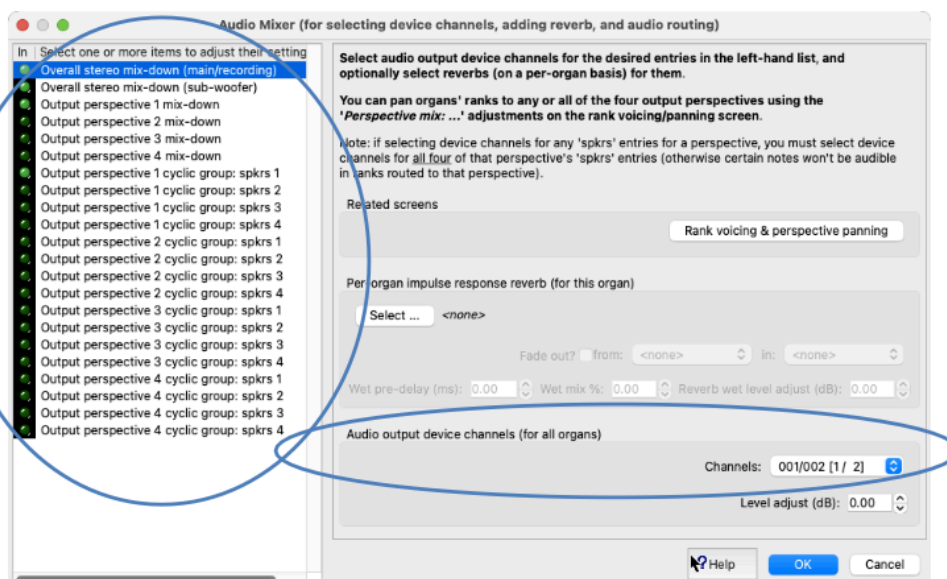 Audio Mixer (for selecting device channels, adding reverb, and audio routing)
In Select one or more items to adjust their setting
Overall stereo mix-down (main/recording)
Overall stereo mix-down (sub-woofer)
Output perspective 1 mix-down
Output perspective 2 mix-down
Output perspective 3 mix-down
Output perspective 4 mix-down
Output perspective 1 cyclic group: spkrs 1
Output perspective 1 cyclic group: spkrs 2
Output perspective 1 cyclic group: spkrs 3
Output perspective 1 cyclic group: spkrs 4
Output perspective 2 cyclic group: spkrs 1
Output perspective 2 cyclic group: spkrs 2
Output perspective 2 cyclic group: spkrs 3
Output perspective 2 cyclic group: spkrs 4
Output perspective 3 cyclic group: spkrs 1
Output perspective 3 cyclic group: spkrs 2
Output perspective 3 cyclic group: spkrs 3
Output perspective 3 cyclic group: spkrs 4
Output perspective 4 cyclic group: spkrs 1
Output perspective 4 cyclic group: spkrs 2
Output perspective 4 cyclic group: spkrs 3
Output perspective 4 cyclic group: spkrs 4
Select audio output device channels for the desired entries in the left-hand list, and
optionally select reverbs (on a per-organ basis) for them.
You can pan organs' ranks to any or all of the four output perspectives using the
'Perspective mix: ...' adjustments on the rank voicing/panning screen.
Note: if selecting device channels for any 'spkrs' entries for a perspective, you must select device
channels for all four of that perspective's 'spkrs' entries (otherwise certain notes won't be audible
in ranks routed to that perspective).
Related screens
Rank voicing & perspective panning
Per-organ impulse response reverb (for this organ)
Select ... <none>
Fade out? from: <none> in: <none>
Wet pre-delay (ms): 0.00 Wet mix %: 0.00 Reverb wet level adjust (dB): 0.00
Audio output device channels (for all organs)
Channels: 001/002 [1/ 2]
Level adjust (dB): 0.00
Help OK Cancel